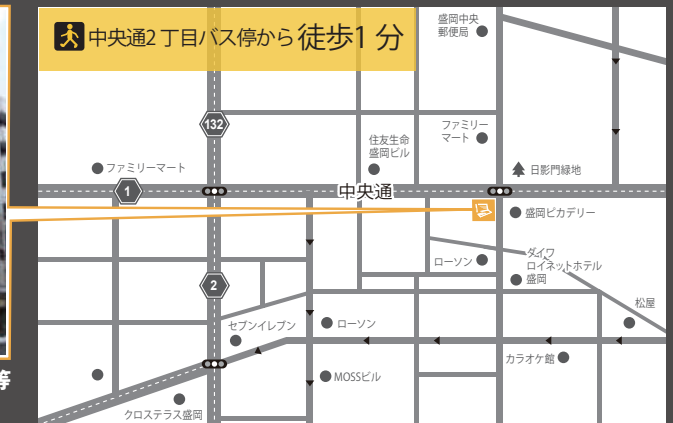 中央通2丁目バス停から徒歩1分
盛岡中央
郵便局
132
住友生命
盛岡ビル
ファミリー
マート
ファミリーマート
日影門緑地
1
中央通
盛岡ピカデリー
ローソン
ダイワ
ロイネットホテル
盛岡
2
松屋
セブンイレブン
ローソン
カラオケ館
MOSSビル
等
クロステラス盛岡